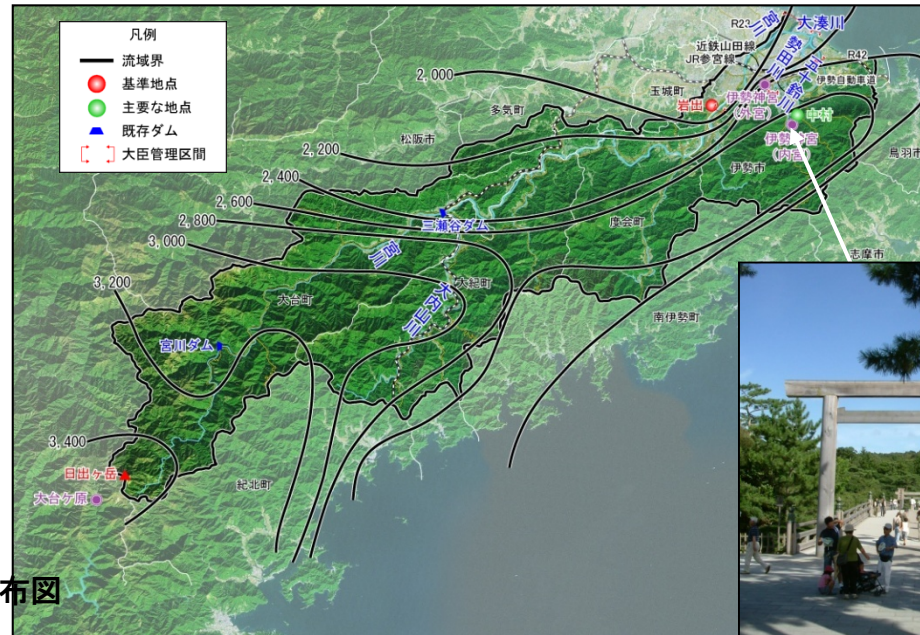 凡例
流域界
基準地点
主要な地点
既存ダム
大臣管理区間
R23
大湊川
宮川
近鉄山田線
JR参宮線
勢田川
五十鈴川
R42
伊勢自動車道
2,000
玉城町
岩出
伊勢神宮
(外宮)
中村
多気町
松阪市
伊勢神宮
(内宮)
鳥羽市
2,200
伊勢市
2,400
2,600
三瀬谷ダム
度会町
2,800
3,000
宮川
志摩市
3,200
大台町
大紀町
大内山川
南伊勢町
宮川ダム
3,400
日出ヶ岳
大台ケ原
紀北町
布図